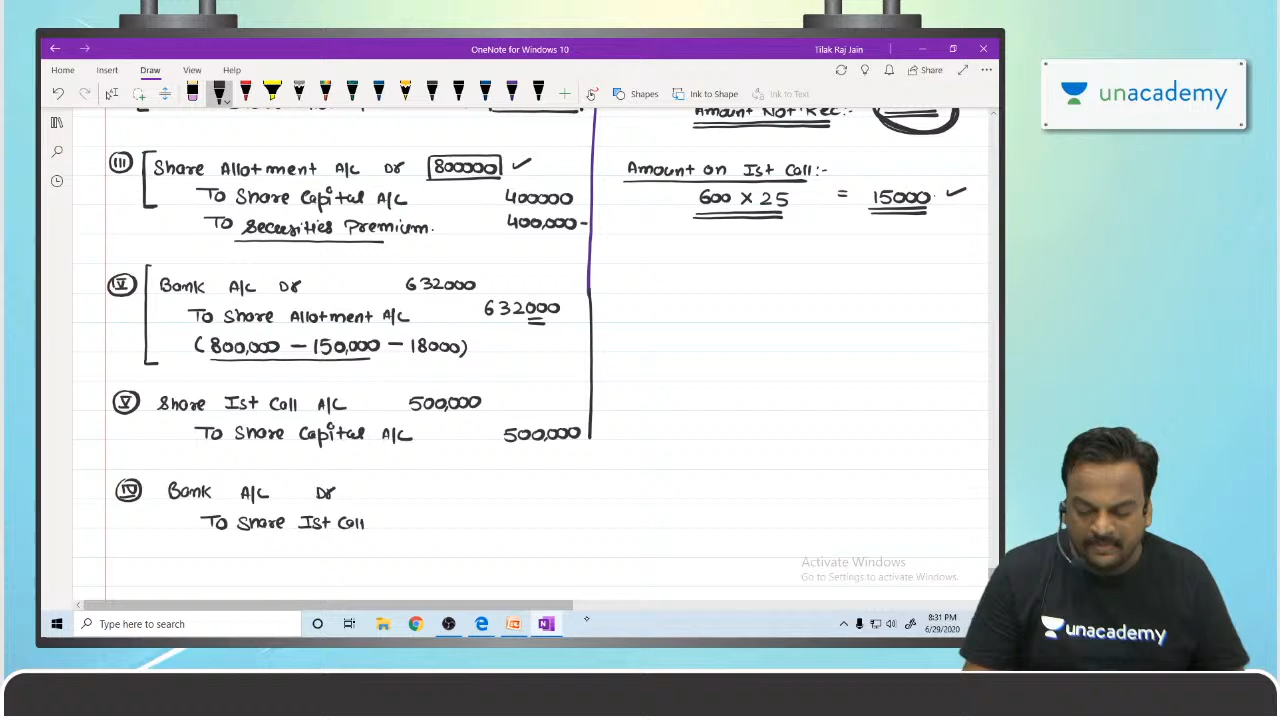 OneNote for Windows 10
Tilak Raj Jain
Home Insert Draw View Help
Share
Shapes
Ink to Shape
Ink to Text
unacademy
Amount Not Rec:-
III Share Allotment A/C Dr 800000
To Share Capital A/C 400000
To Securities Premium. 400,000
IV Bank A/C Dr 632000
To Share Allotment A/C 632000
(800,000 - 150,000 - 18000)
V Share Ist Call A/C 500,000
To Share Capital A/C 500,000
Bank A/C Dr
To Share Ist Call
Amount on Ist Call:-
600 × 25 = 15000
Activate Windows
Go to Settings to activate Windows.
Type here to search
8:31 PM
6/29/2020
unacademy